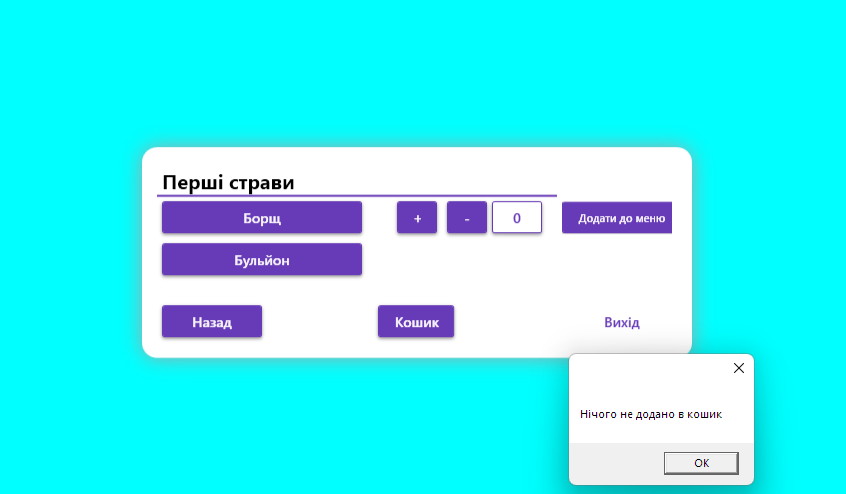 Перші страви
Борщ + - 0 Додати до меню
Бульйон
Назад Кошик Вихід
Нічого не додано в кошик
OK